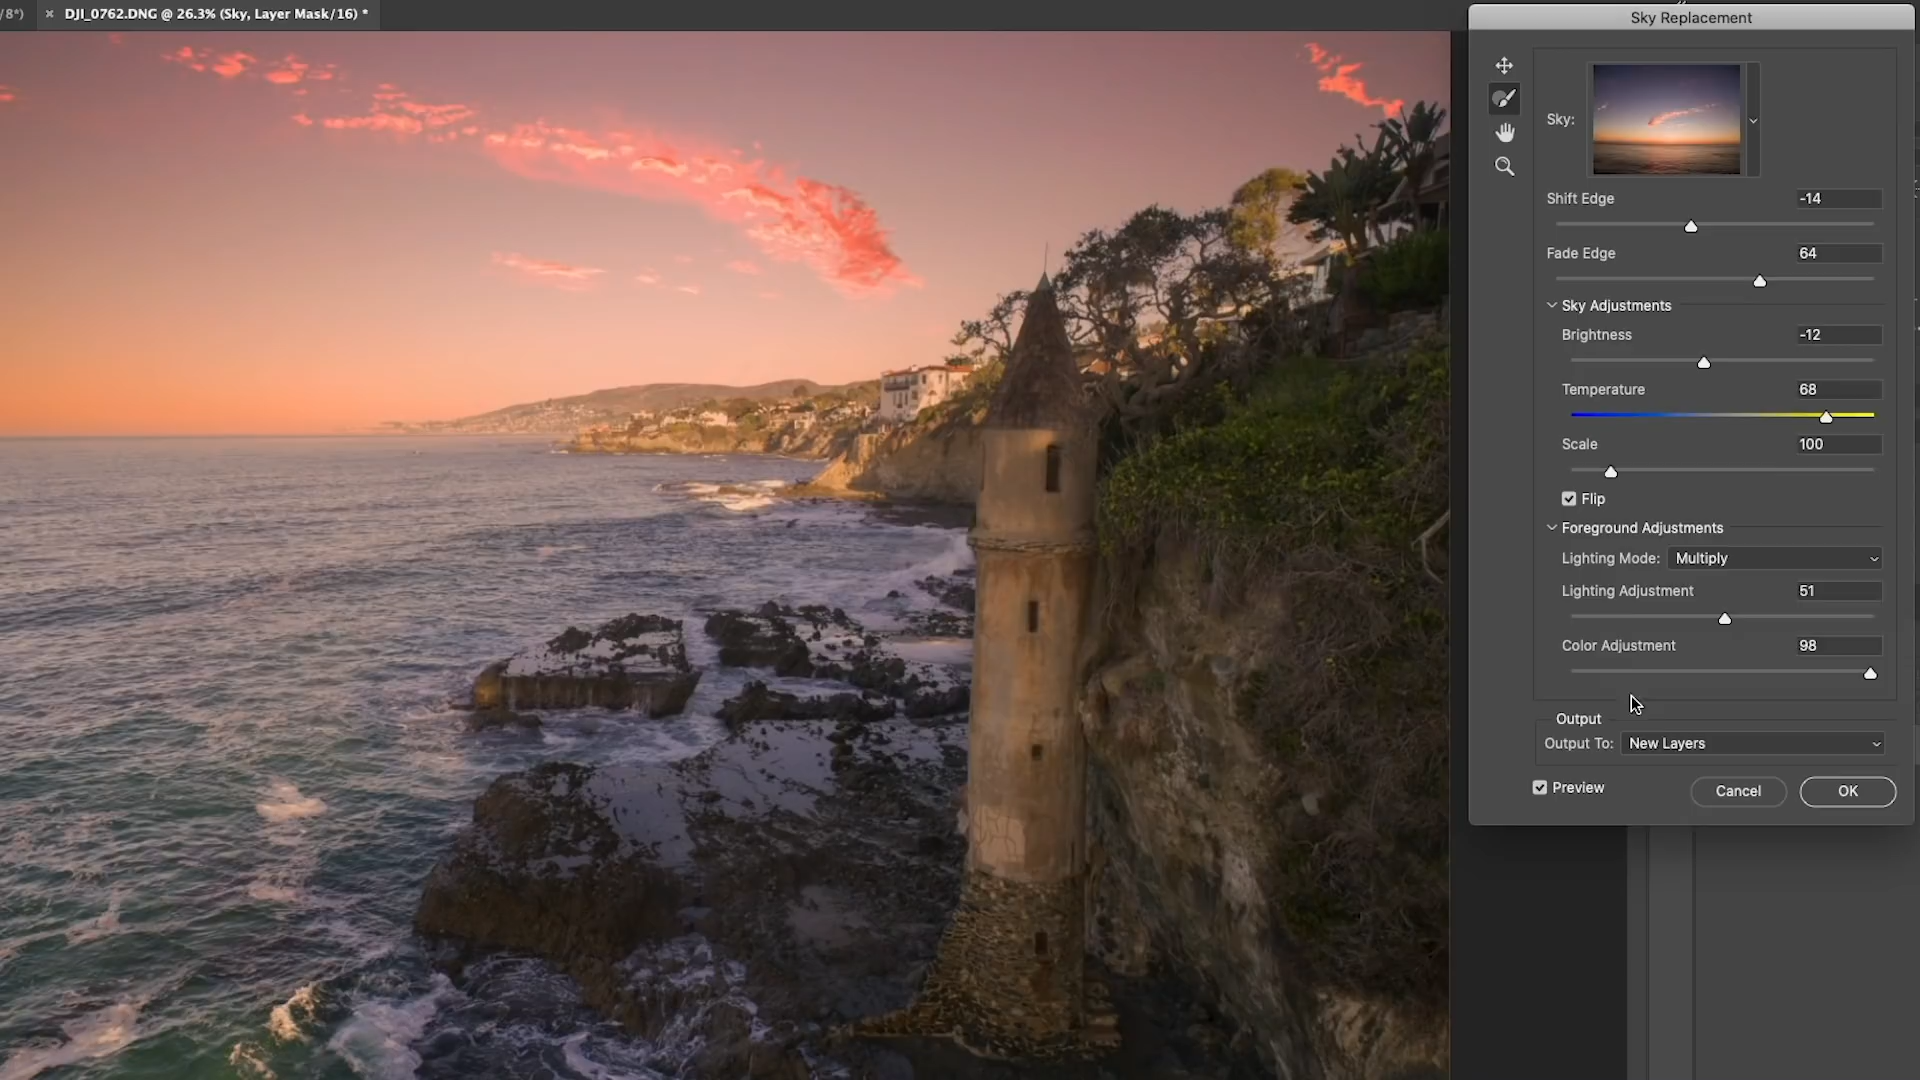 /8*)
× DJI_0762.DNG @ 26.3% (Sky, Layer Mask/16) *
Sky Replacement
Sky:
Shift Edge -14
Fade Edge 64
Sky Adjustments
Brightness -12
Temperature 68
Scale 100
Flip
Foreground Adjustments
Lighting Mode: Multiply
Lighting Adjustment 51
Color Adjustment 98
Output
Output To: New Layers
Preview
Cancel
OK